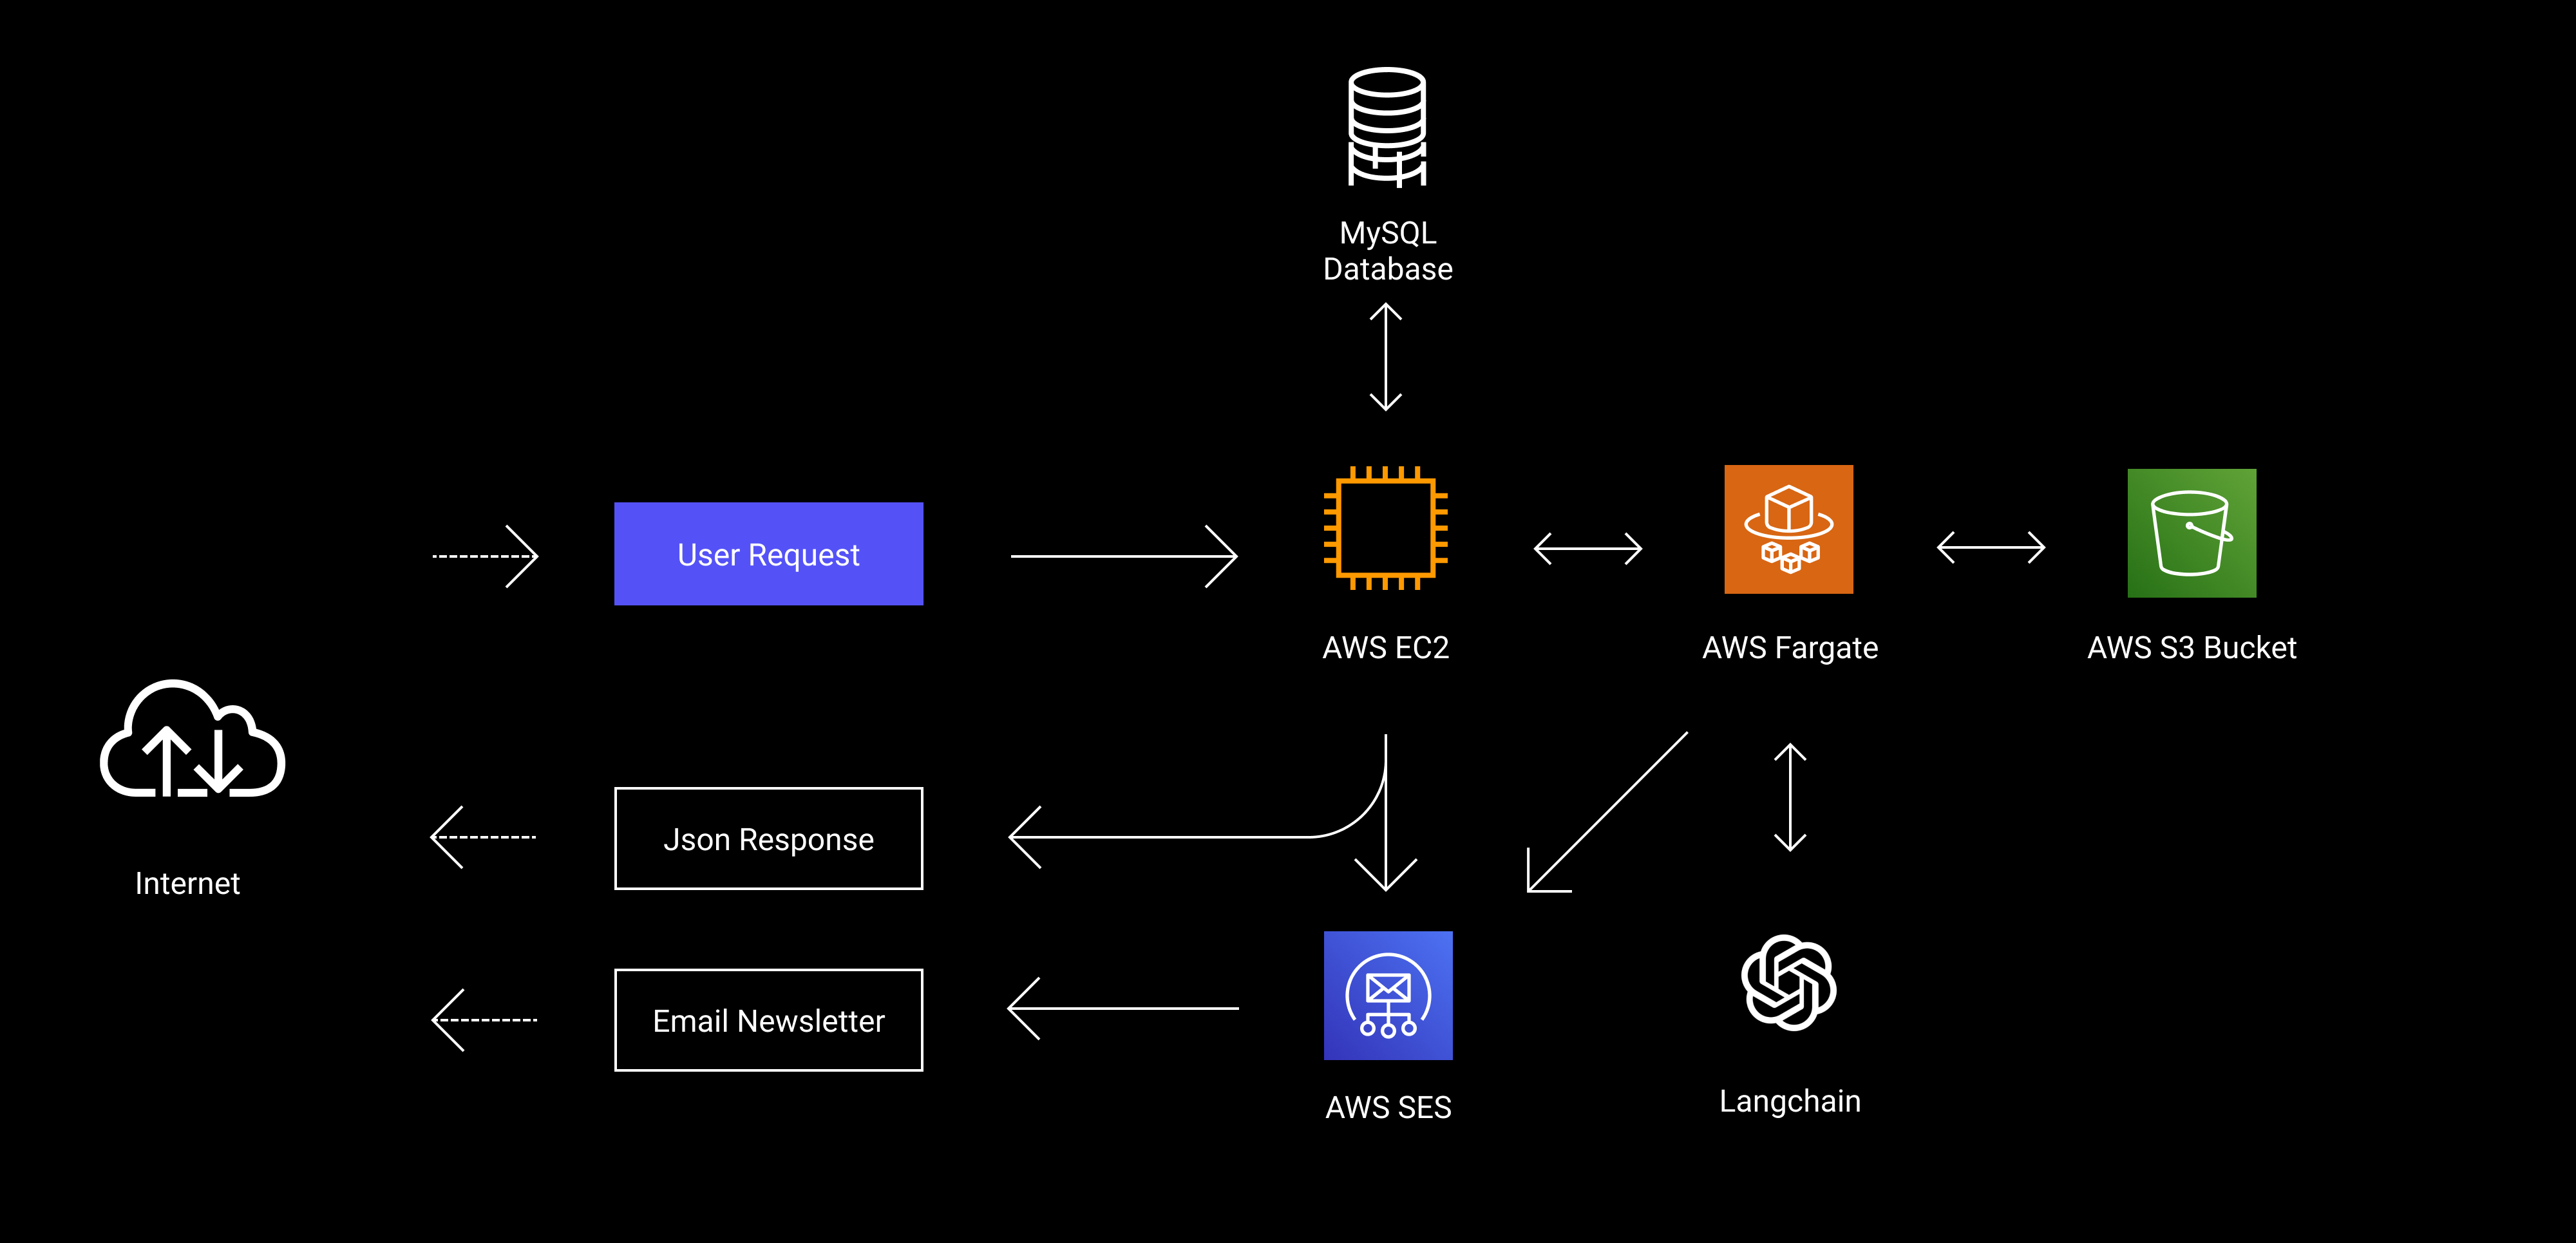 MySQL
Database
User Request
AWS EC2
AWS Fargate
AWS S3 Bucket
Json Response
Internet
Email Newsletter
AWS SES
Langchain